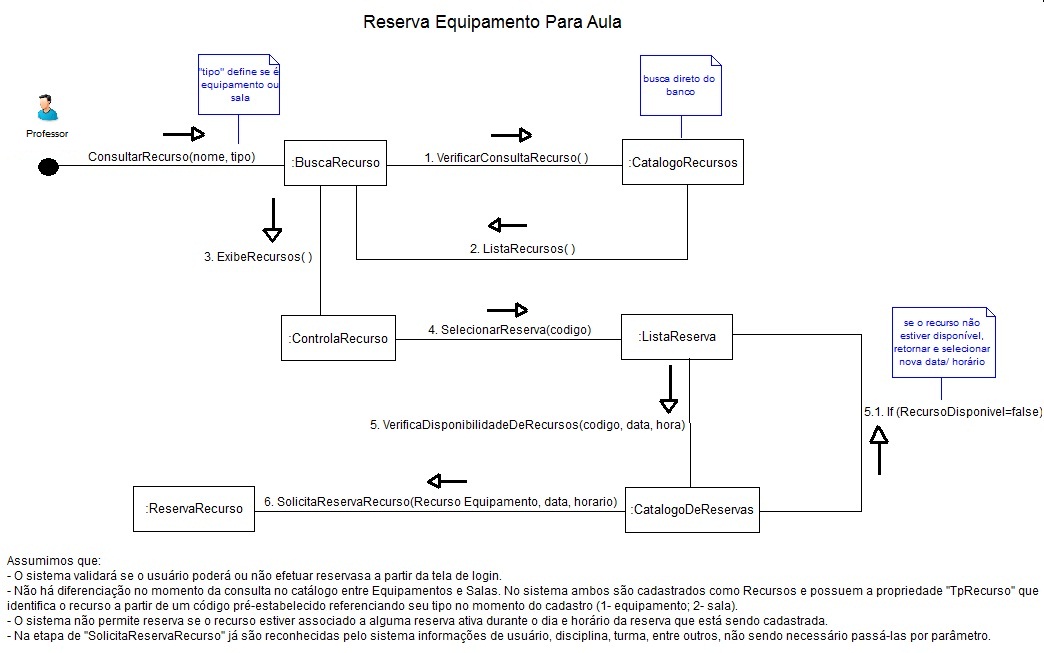 Reserva Equipamento Para Aula
"tipo" define se é
equipamento ou
sala
busca direto do
banco
Professor
ConsultarRecurso(nome, tipo)
:BuscaRecurso
1. VerificarConsultaRecurso( )
:CatalogoRecursos
2. ListaRecursos( )
3. ExibeRecursos( )
:ControlaRecurso
4. SelecionarReserva(codigo)
:ListaReserva
se o recurso não
estiver disponível,
retornar e selecionar
nova data/ horário
5.1. If (RecursoDisponivel=false)
5. VerificaDisponibilidadeDeRecursos(codigo, data, hora)
:ReservaRecurso
6. SolicitaReservaRecurso(Recurso Equipamento, data, horario)
:CatalogoDeReservas
Assumimos que:
- O sistema validará se o usuário poderá ou não efetuar reservasa a partir da tela de login.
- Não há diferenciação no momento da consulta no catálogo entre Equipamentos e Salas. No sistema ambos são cadastrados como Recursos e possuem a propriedade "TpRecurso" que
identifica o recurso a partir de um código pré-estabelecido referenciando seu tipo no momento do cadastro (1- equipamento; 2- sala).
- O sistema não permite reserva se o recurso estiver associado a alguma reserva ativa durante o dia e horário da reserva que está sendo cadastrada.
- Na etapa de "SolicitaReservaRecurso" já são reconhecidas pelo sistema informações de usuário, disciplina, turma, entre outros, não sendo necessário passá-las por parâmetro.